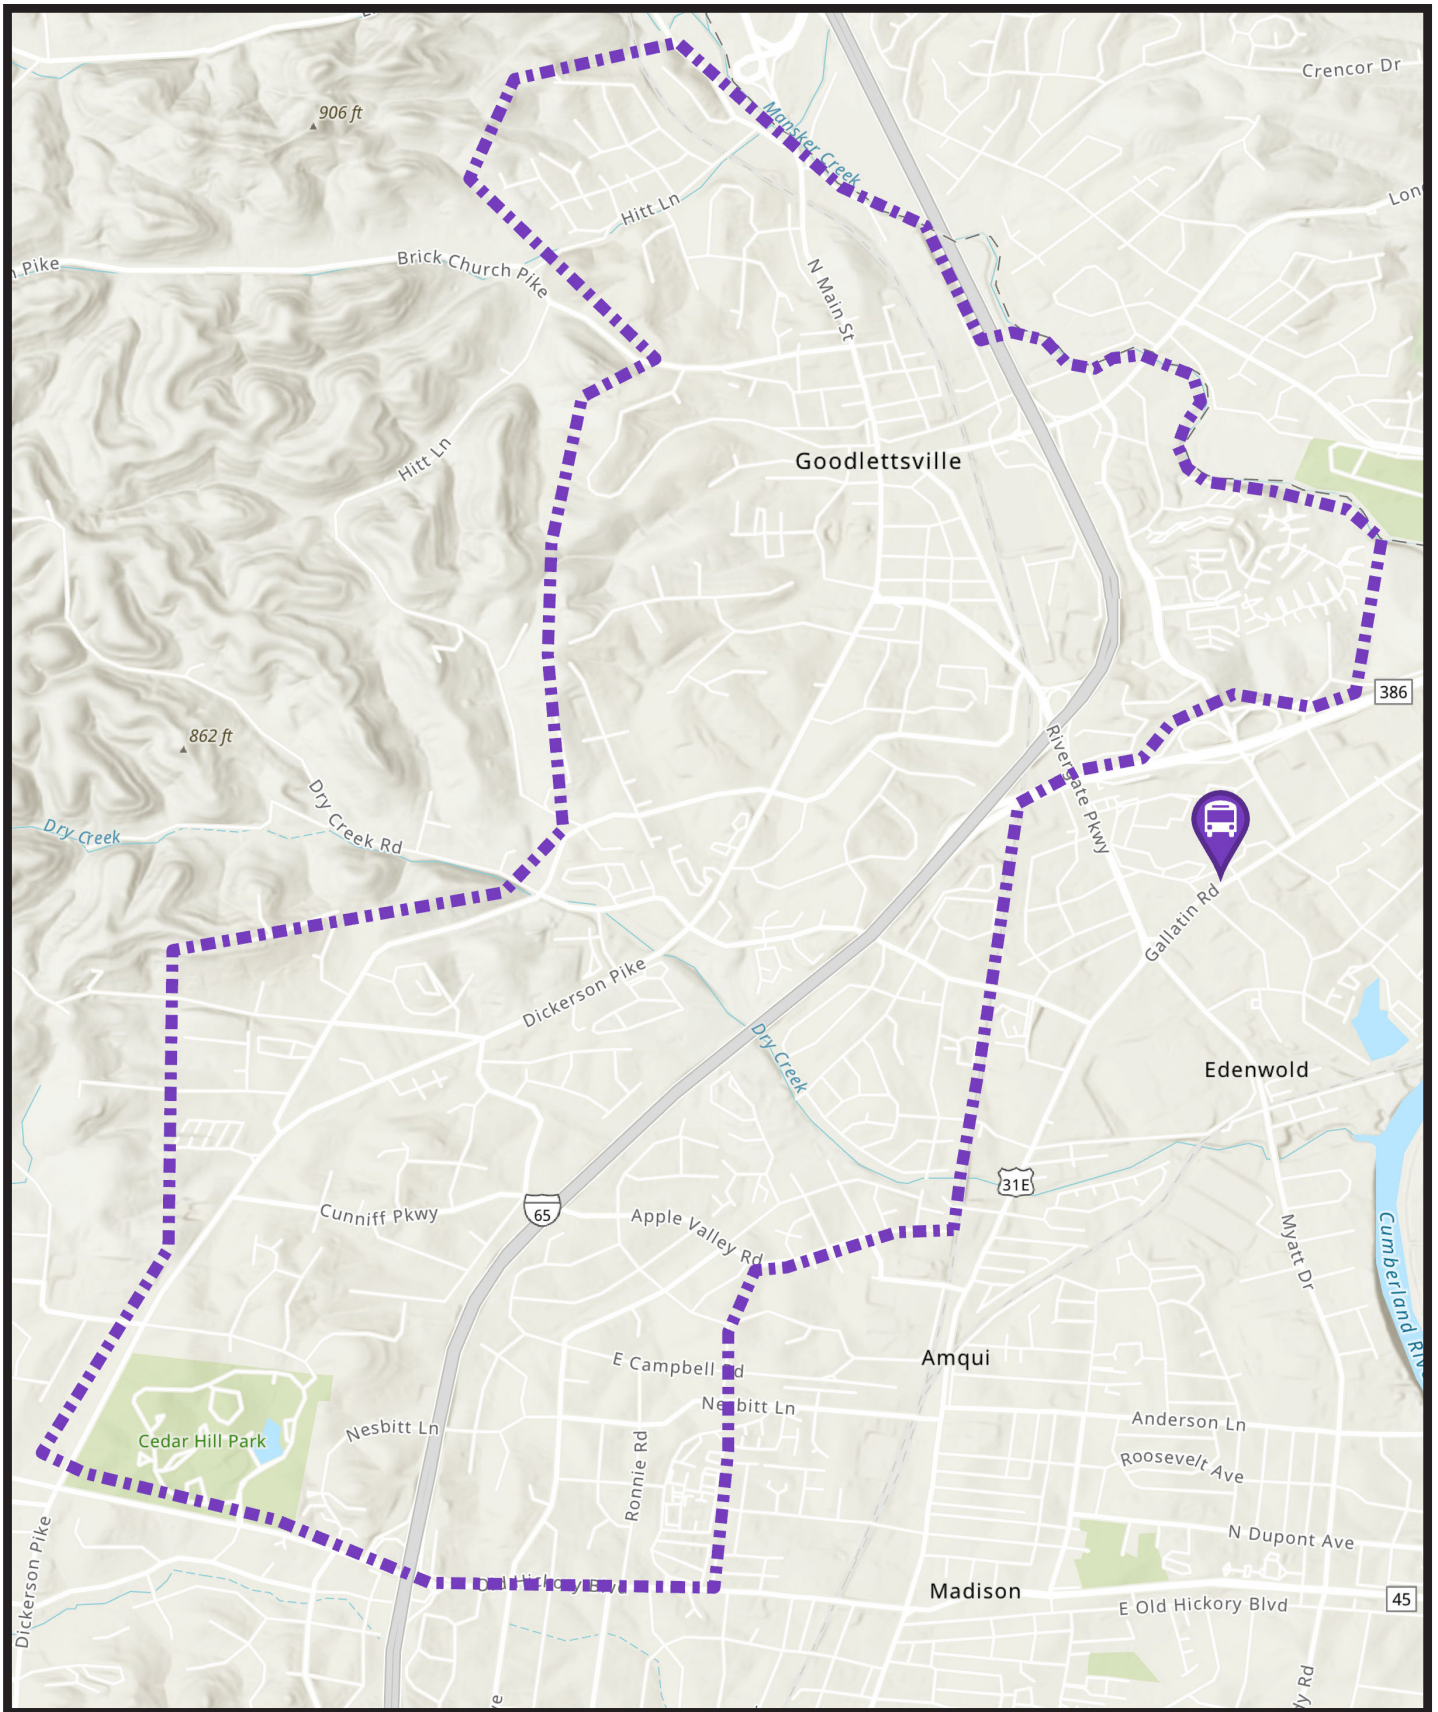 Crencor Dr
906 ft
Mansker Creek
Hitt Ln
Brick Church Pike
Pike
N Main St
Hitt Ln
Goodlettsville
386
862 ft
Rivergate Pkwy
Dry Creek
Dry Creek Rd
Gallatin Rd
Dickerson Pike
Dry Creek
Edenwold
31E
65
Cunniff Pkwy
Apple Valley Rd
Myatt Dr
Cumberland Riv
Amqui
E Campbell Rd
Nesbitt Ln
Anderson Ln
Nesbitt Ln
Cedar Hill Park
Ronnie Rd
Roosevelt Ave
N Dupont Ave
Dickerson Pike
Old Hickory Blvd
Madison
45
E Old Hickory Blvd